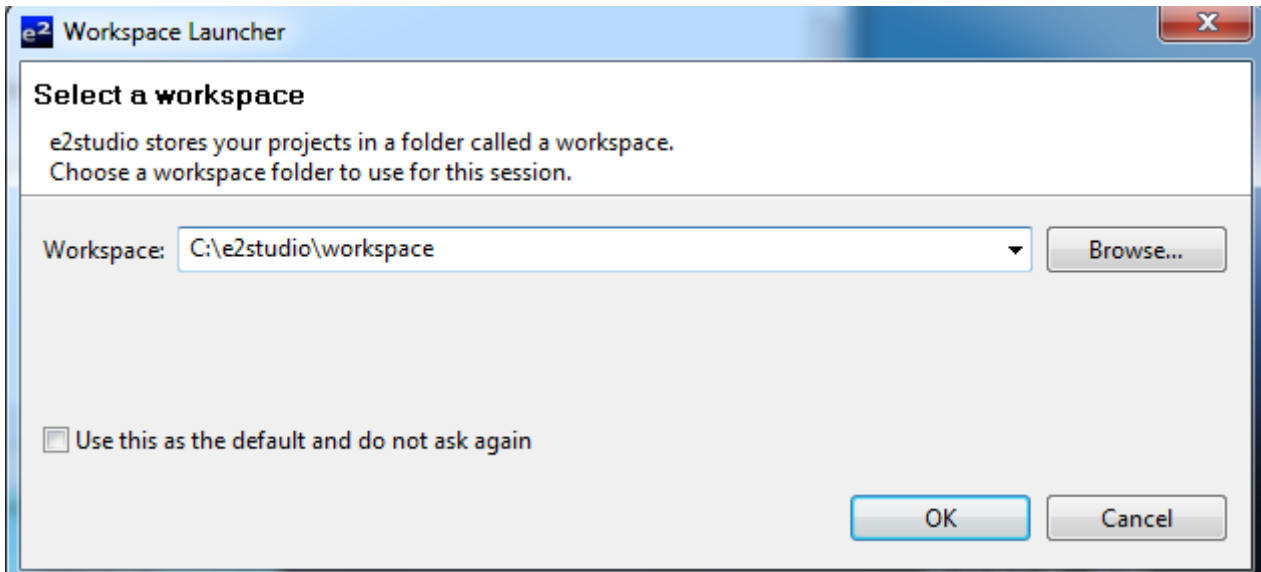 e² Workspace Launcher
Select a workspace
e2studio stores your projects in a folder called a workspace.
Choose a workspace folder to use for this session.
Workspace: C:\e2studio\workspace Browse...
Use this as the default and do not ask again
OK Cancel